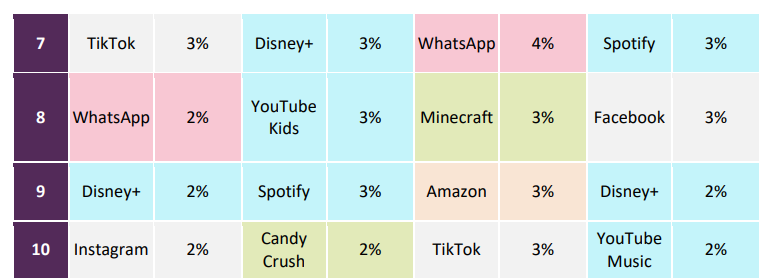 7 TikTok 3% Disney+ 3% WhatsApp 4% Spotify 3%
8 WhatsApp 2% YouTube Kids 3% Minecraft 3% Facebook 3%
9 Disney+ 2% Spotify 3% Amazon 3% Disney+ 2%
10 Instagram 2% Candy Crush 2% TikTok 3% YouTube Music 2%